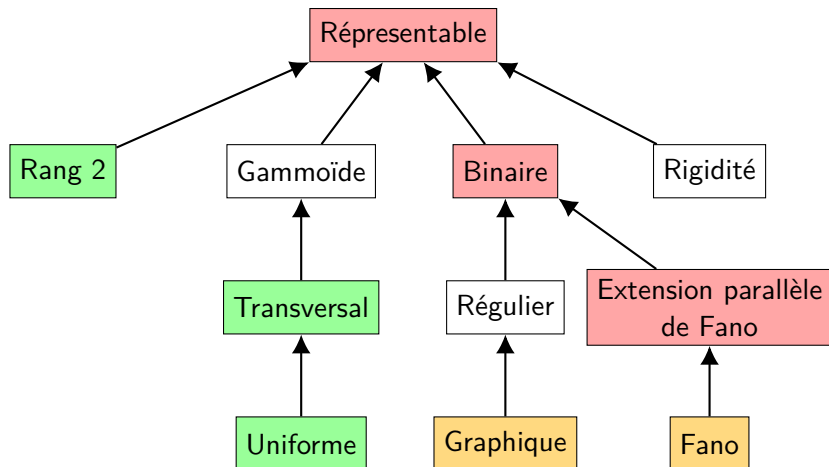 Répresentable
Rang 2
Gammoïde
Binaire
Rigidité
Transversal
Régulier
Extension parallèle
de Fano
Uniforme
Graphique
Fano